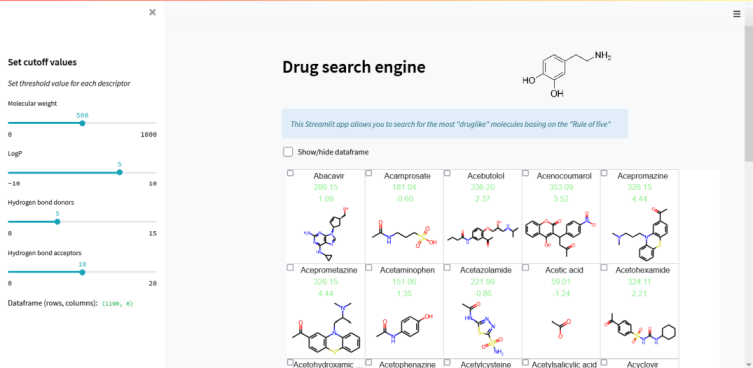 Set cutoff values
Set threshold value for each descriptor
Molecular weight
500
0 1000
LogP
5
-10 10
Hydrogen bond donors
5
0 15
Hydrogen bond acceptors
10
0 20
Dataframe (rows, columns): (1100, 6)
Drug search engine
NH2
HO
OH
This Streamlit app allows you to search for the most "druglike" molecules basing on the "Rule of five"
Show/hide dataframe
Abacavir Acamprosate Acebutolol Acenocoumarol Acepromazine
286.15 181.04 336.20 353.09 326.15
1.09 -0.60 2.37 3.52 4.44
Aceprometazine Acetaminophen Acetazolamide Acetic acid Acetohexamide
326.15 151.06 221.99 59.01 324.11
4.44 1.35 -0.86 -1.24 2.21
Acetohydroxamic ... Acetophenazine Acetylcysteine Acetylsalicylic acid Acyclovir